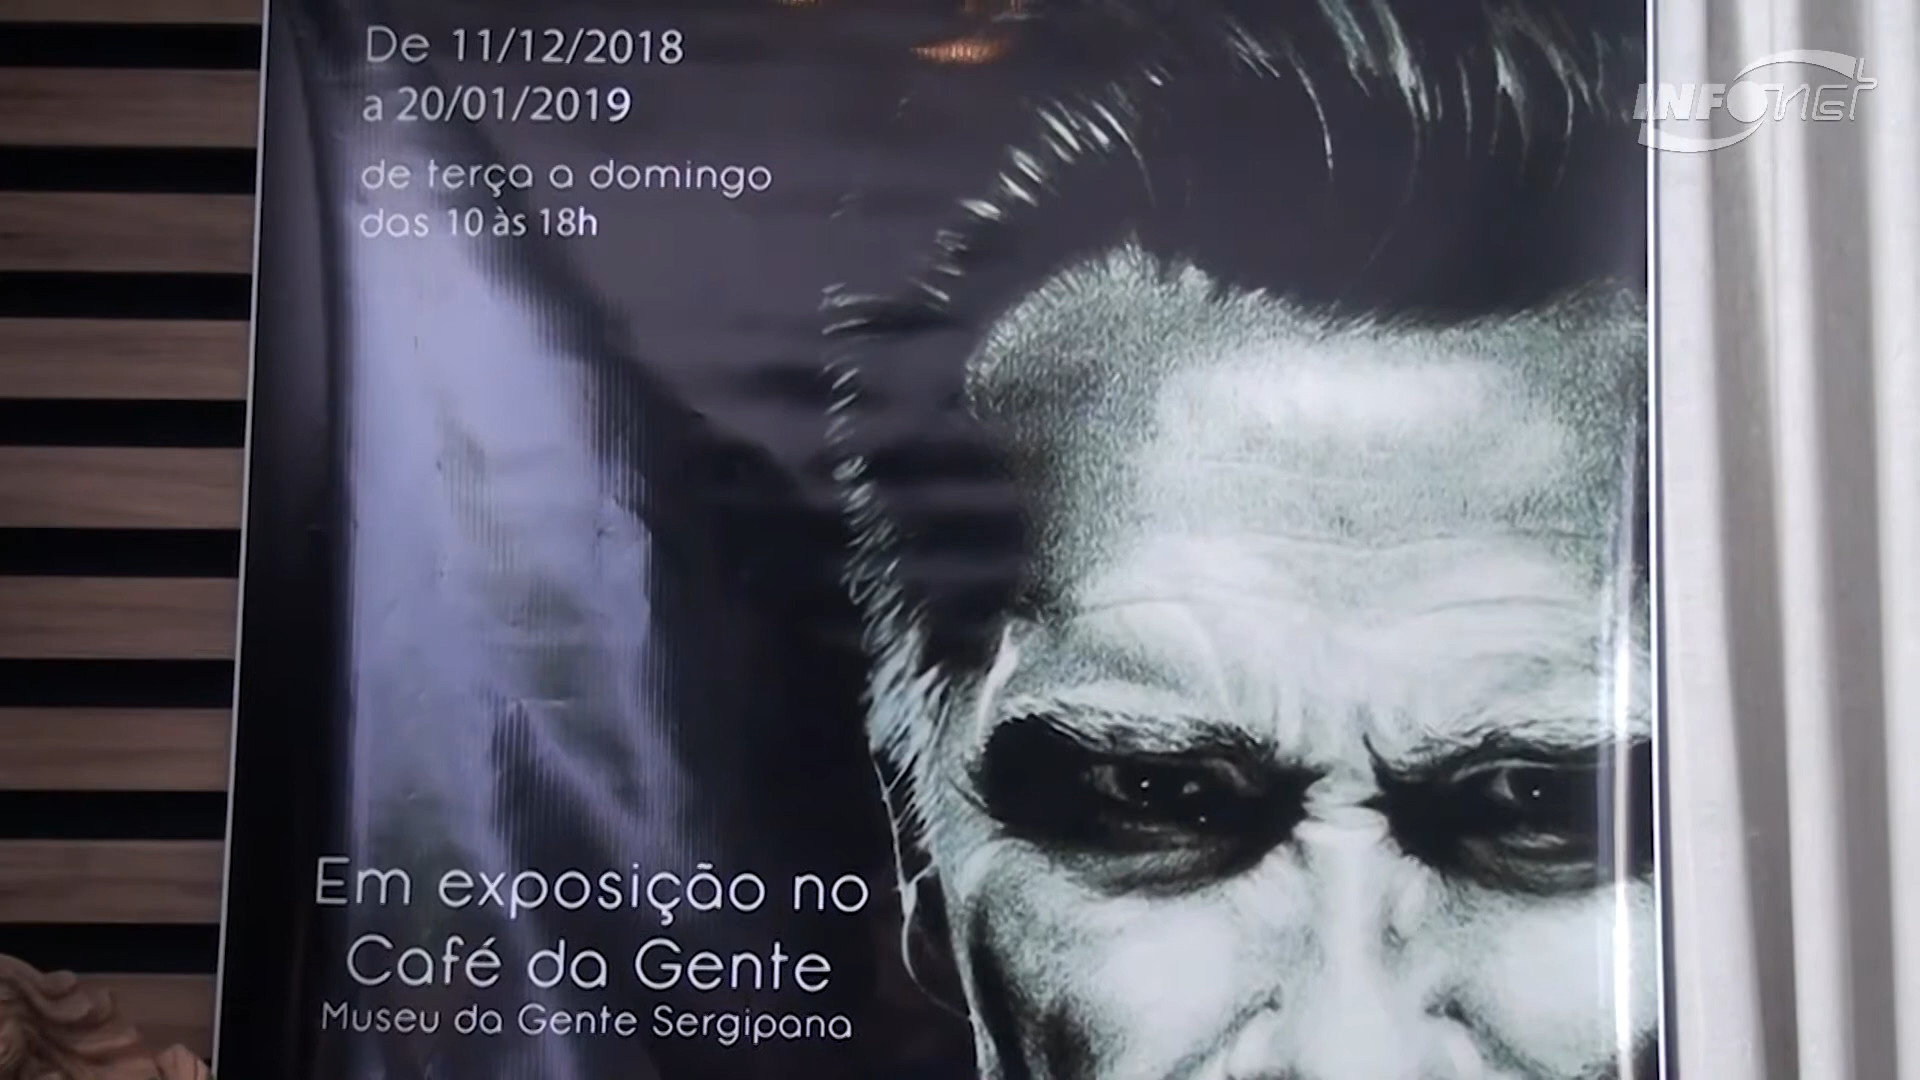 De 11/12/2018
a 20/01/2019
de terça a domingo
das 10 às 18h
INFONET
Em exposição no
Café da Gente
Museu da Gente Sergipana